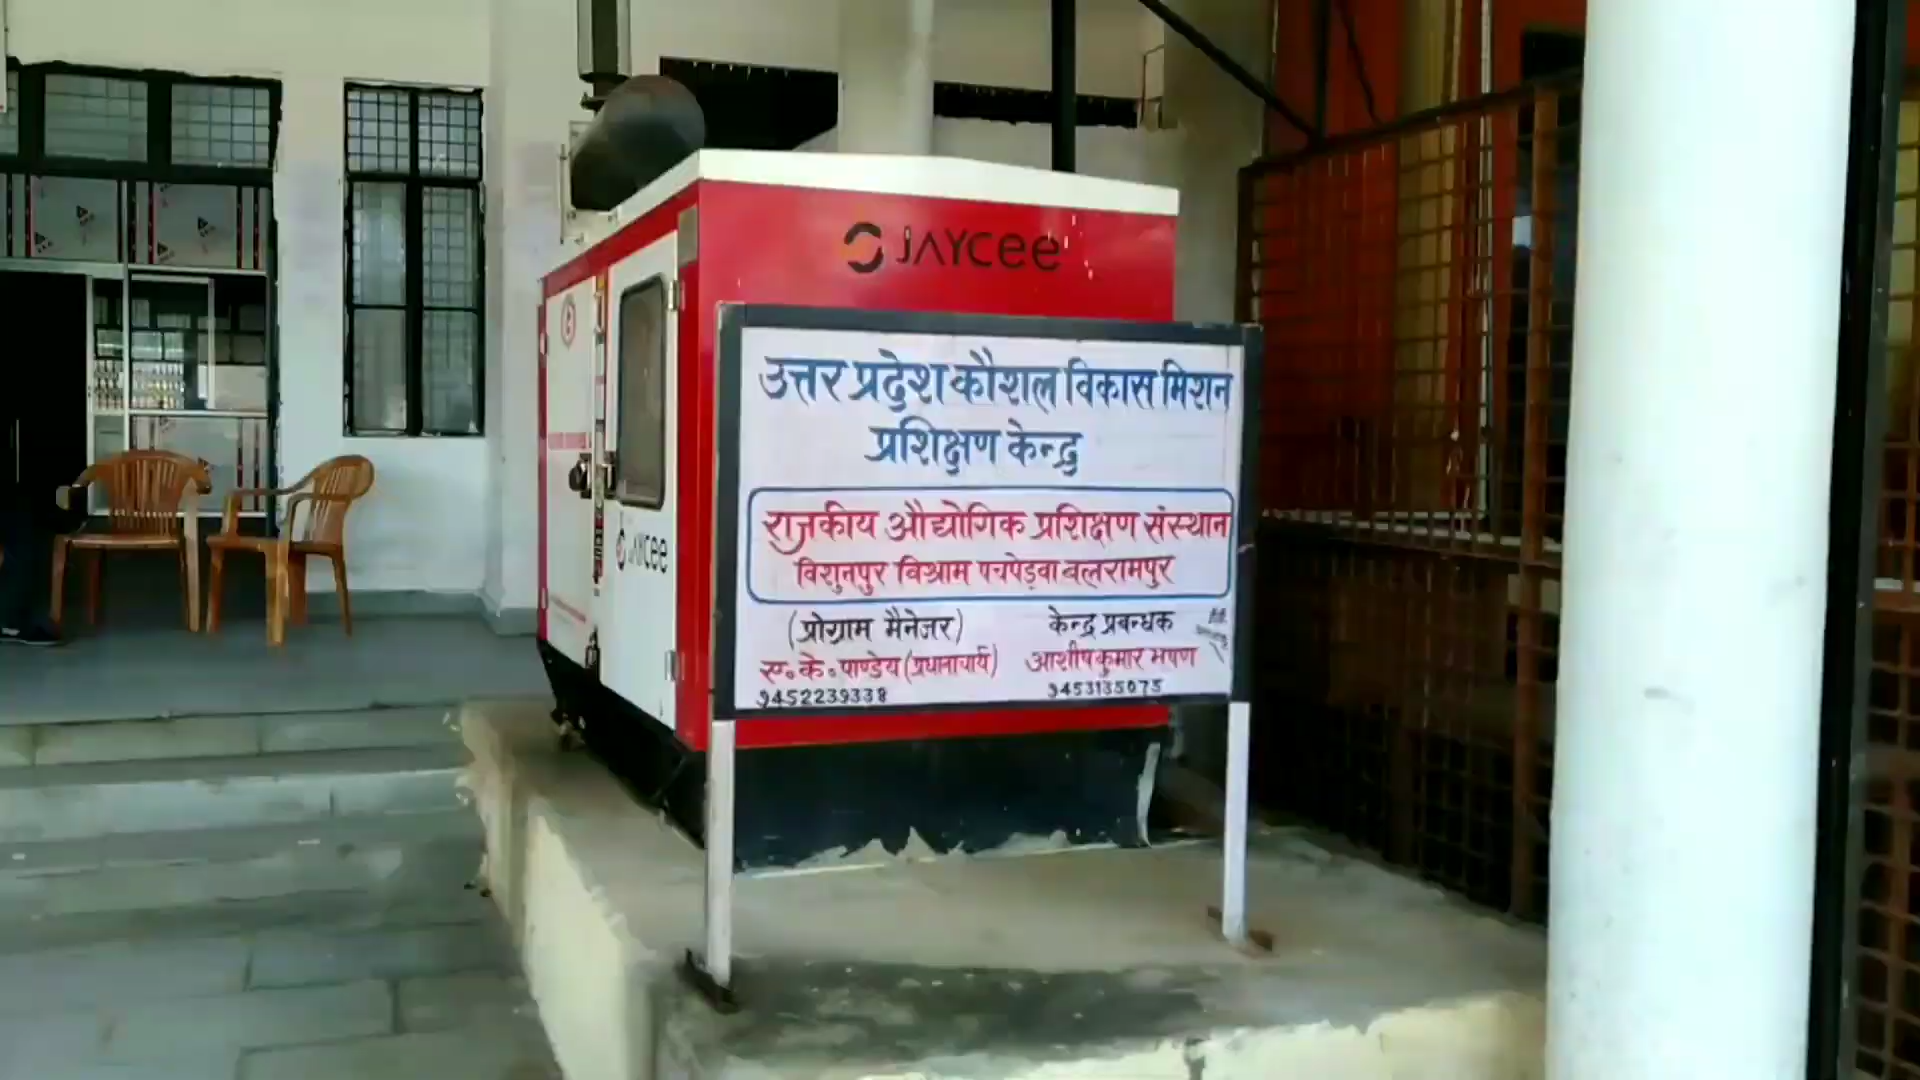 JAYCee
JAYCee
उत्तर प्रदेश कौशल विकास मिशन
प्रशिक्षण केन्द्र
राजकीय औद्योगिक प्रशिक्षण संस्थान
विशुनपुर विश्राम पचपेड़वा बलरामपुर
(प्रोग्राम मैनेजर) केन्द्र प्रबन्धक
ए॰के॰पाण्डेय (प्रधानाचार्य) आशीष कुमार भषण
9452239338 9453135075